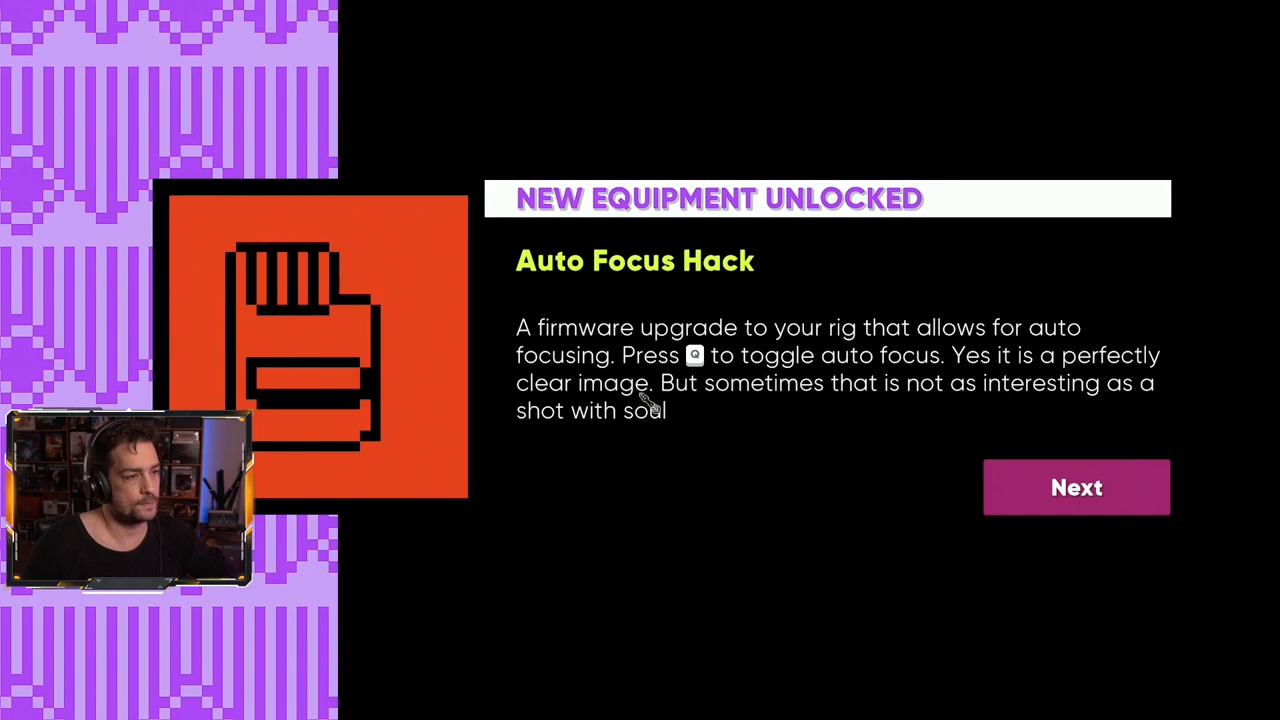 NEW EQUIPMENT UNLOCKED
Auto Focus Hack
A firmware upgrade to your rig that allows for auto
focusing. Press Q to toggle auto focus. Yes it is a perfectly
clear image. But sometimes that is not as interesting as a
shot with soul
Next